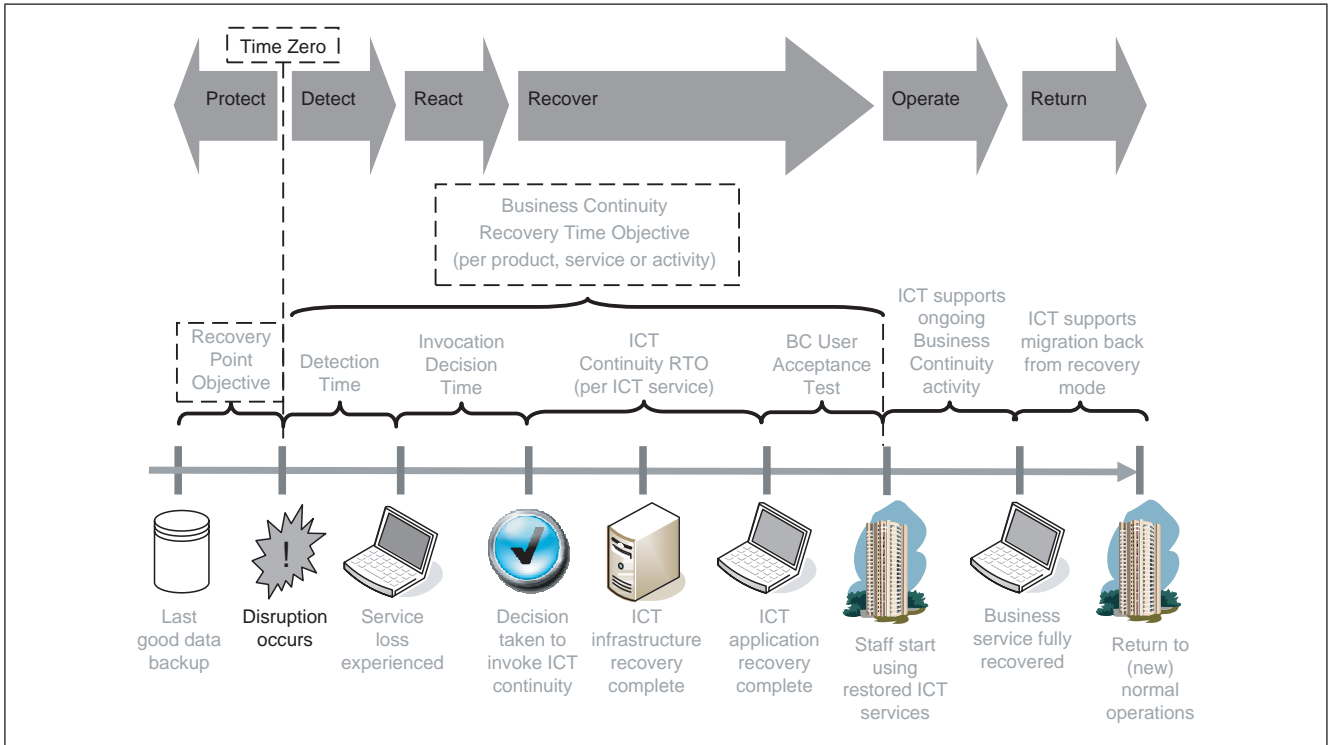 Time Zero
Protect
Detect
React
Recover
Operate
Return
Business Continuity
Recovery Time Objective
(per product, service or activity)
Recovery
Point
Objective
Detection
Time
Invocation
Decision
Time
ICT
Continuity RTO
(per ICT service)
BC User
Acceptance
Test
ICT supports
ongoing
Business
Continuity
activity
ICT supports
migration back
from recovery
mode
!
Last
good data
backup
Disruption
occurs
Service
loss
experienced
Decision
taken to
invoke ICT
continuity
ICT
infrastructure
recovery
complete
ICT
application
recovery
complete
Staff start
using
restored ICT
services
Business
service fully
recovered
Return to
(new)
normal
operations